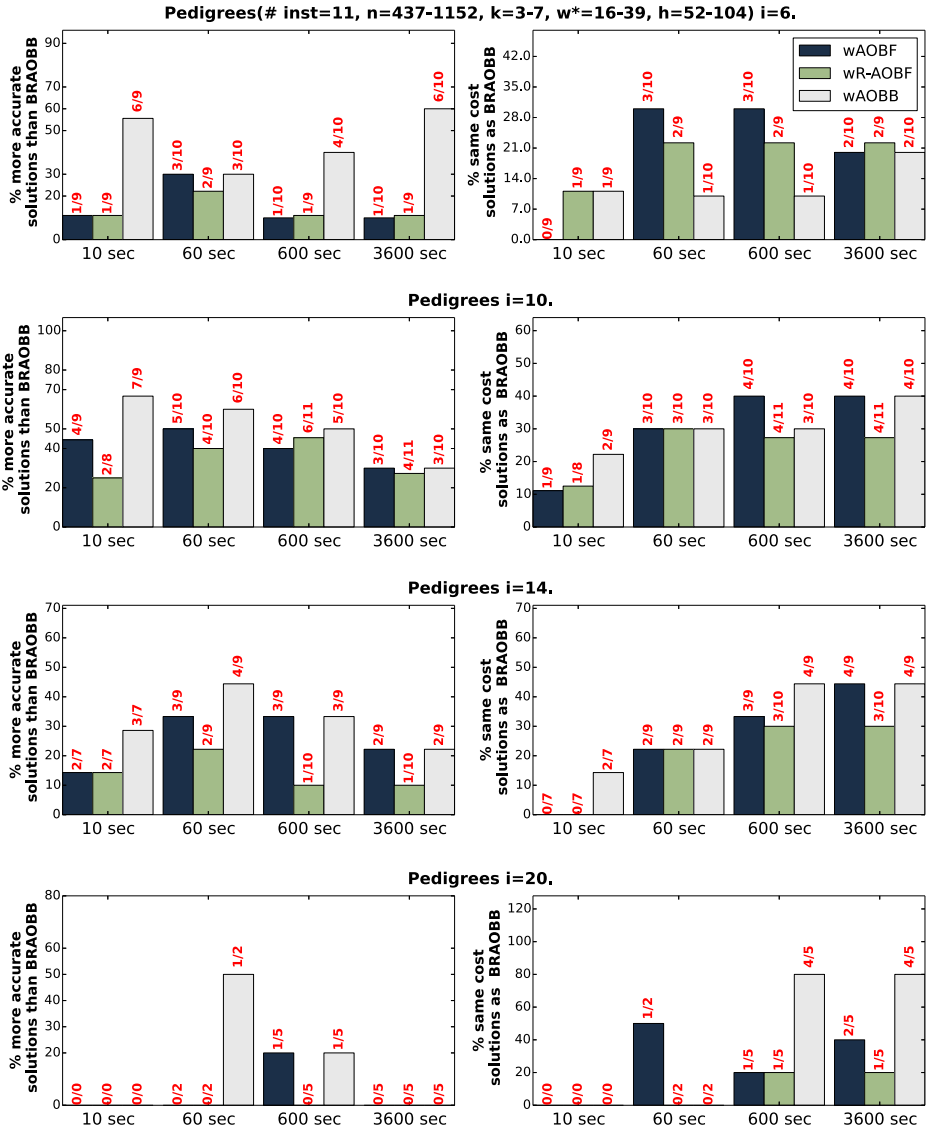 Pedigrees(# inst=11, n=437-1152, k=3-7, w*=16-39, h=52-104) i=6.
% more accurate
solutions than BRAOBB
90
70
60
50
30
20
10
0
1/9
1/9
6/9
3/10
2/9
3/10
1/10
1/9
4/10
1/10
1/9
6/10
10 sec
60 sec
600 sec
3600 sec
% same cost
solutions as BRAOBB
42.0
35.0
28.0
21.0
14.0
7.0
0.0
0/9
1/9
1/9
3/10
2/9
1/10
3/10
2/9
1/10
2/10
2/9
2/10
wAOBF
wR-AOBF
wAOBB
10 sec
60 sec
600 sec
3600 sec
Pedigrees i=10.
% more accurate
solutions than BRAOBB
100
80
60
50
40
20
0
4/9
2/8
7/9
5/10
4/10
6/10
4/10
6/11
5/10
3/10
4/11
3/10
10 sec
60 sec
600 sec
3600 sec
% same cost
solutions as BRAOBB
60
50
40
30
20
10
0
1/9
1/8
2/9
3/10
3/10
3/10
4/10
4/11
3/10
4/10
4/11
4/10
10 sec
60 sec
600 sec
3600 sec
Pedigrees i=14.
% more accurate
solutions than BRAOBB
70
60
50
40
30
20
10
0
2/7
2/7
3/7
3/9
2/9
4/9
3/9
1/10
3/9
2/9
1/10
2/9
10 sec
60 sec
600 sec
3600 sec
% same cost
solutions as BRAOBB
70
60
50
40
30
20
10
0
0/7
0/7
2/7
2/9
2/9
2/9
3/9
3/10
4/9
4/9
3/10
4/9
10 sec
60 sec
600 sec
3600 sec
Pedigrees i=20.
% more accurate
solutions than BRAOBB
80
60
50
40
20
0
0/0
0/0
0/0
0/2
0/2
1/2
1/5
0/5
1/5
0/5
0/5
0/5
10 sec
60 sec
600 sec
3600 sec
% same cost
solutions as BRAOBB
120
100
80
60
40
20
0
0/0
0/0
0/0
1/2
0/2
0/2
1/5
1/5
4/5
2/5
1/5
4/5
10 sec
60 sec
600 sec
3600 sec